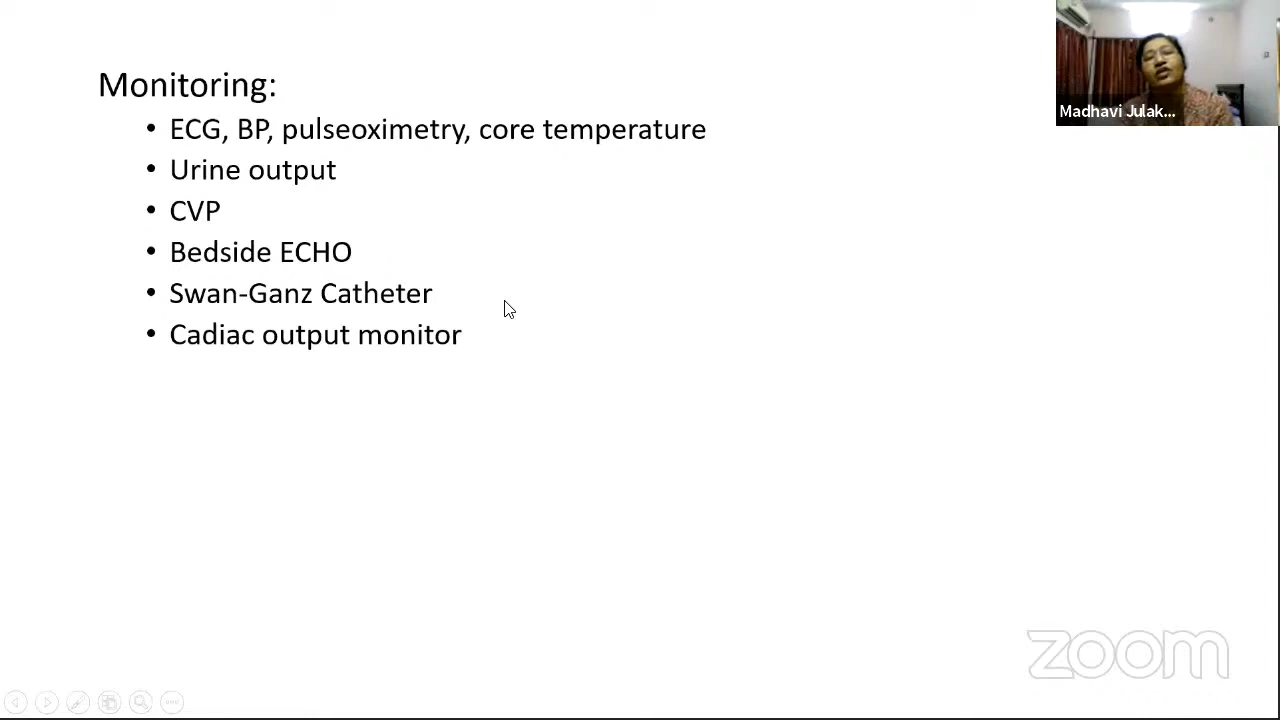 Monitoring:
• ECG, BP, pulseoximetry, core temperature
• Urine output
• CVP
• Bedside ECHO
• Swan-Ganz Catheter
• Cadiac output monitor
Madhavi Julak...
zoom